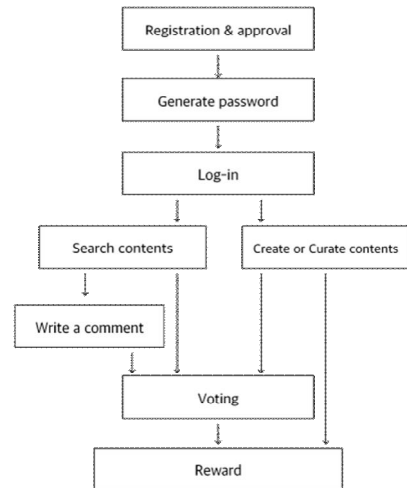 Registration & approval
Generate password
Log-in
Search contents
Create or Curate contents
Write a comment
Voting
Reward